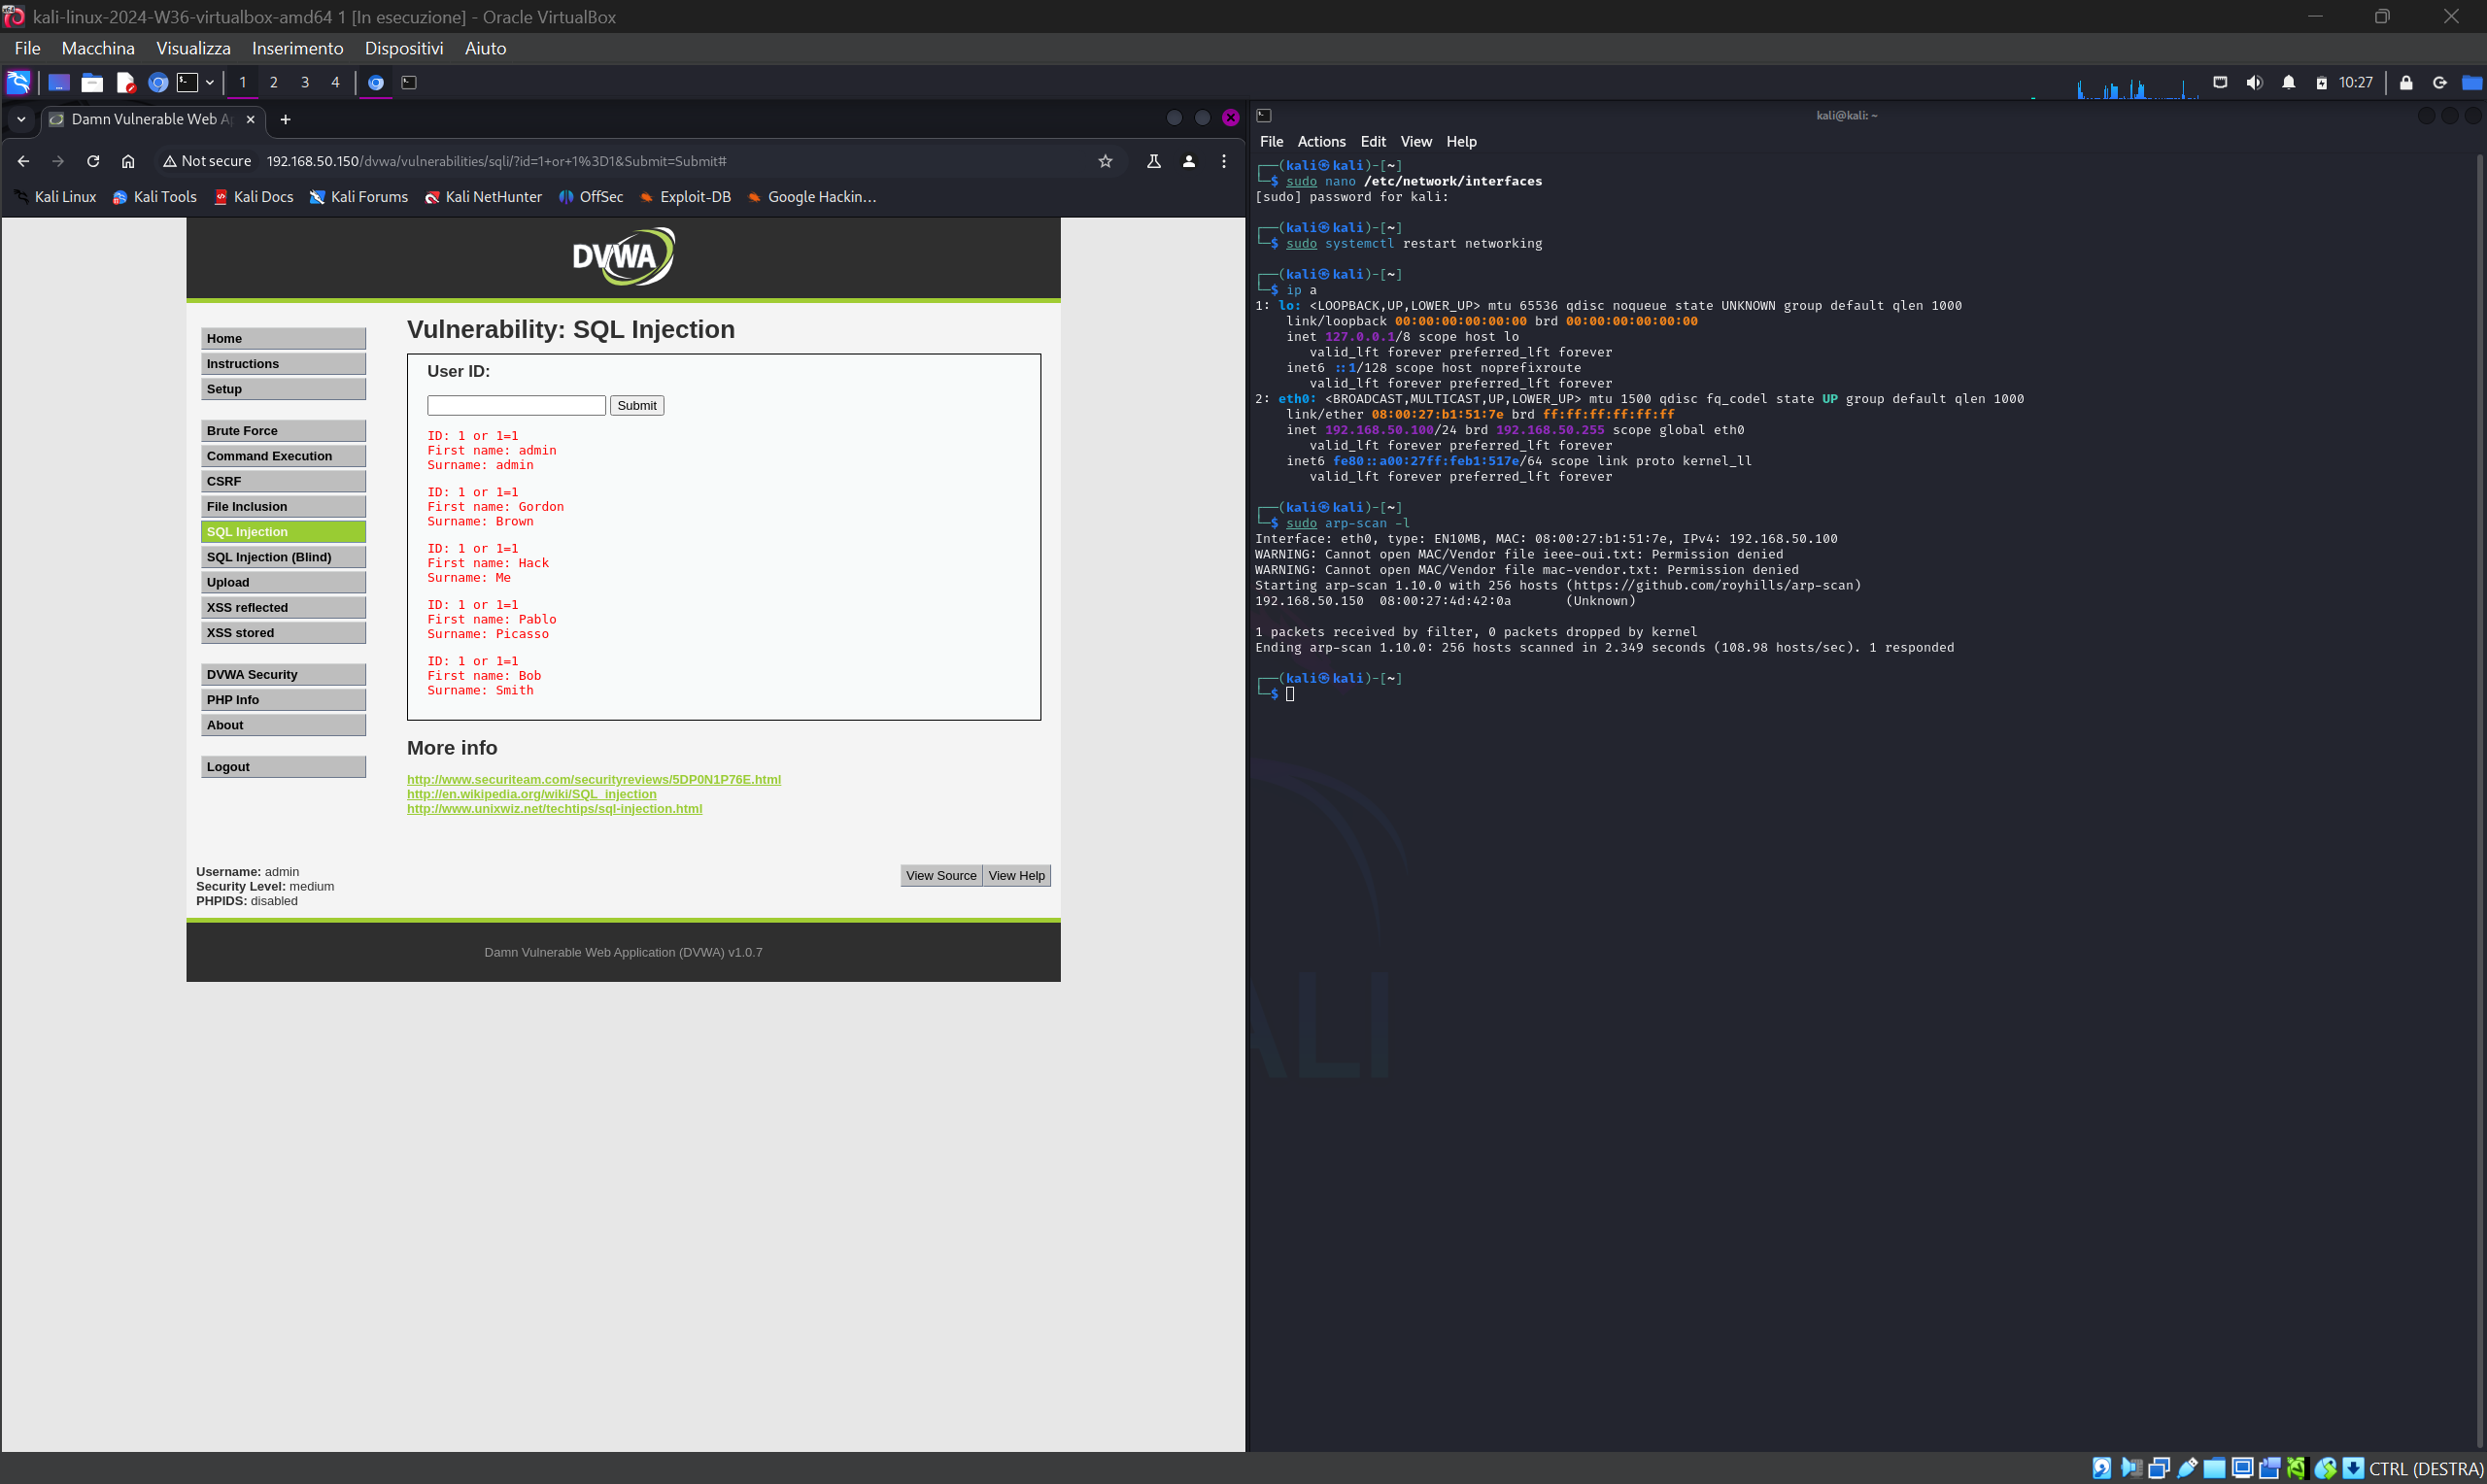 kali-linux-2024-W36-virtualbox-amd64 1 [In esecuzione] - Oracle VirtualBox
File Macchina Visualizza Inserimento Dispositivi Aiuto
1 2 3 4
10:27
Damn Vulnerable Web A
Not secure 192.168.50.150/dvwa/vulnerabilities/sqli/?id=1+or+1%3D1&Submit=Submit#
Kali Linux Kali Tools Kali Docs Kali Forums Kali NetHunter OffSec Exploit-DB Google Hackin…
DVWA
Home
Instructions
Setup
Brute Force
Command Execution
CSRF
File Inclusion
SQL Injection
SQL Injection (Blind)
Upload
XSS reflected
XSS stored
DVWA Security
PHP Info
About
Logout
Vulnerability: SQL Injection
User ID:
Submit
ID: 1 or 1=1
First name: admin
Surname: admin
ID: 1 or 1=1
First name: Gordon
Surname: Brown
ID: 1 or 1=1
First name: Hack
Surname: Me
ID: 1 or 1=1
First name: Pablo
Surname: Picasso
ID: 1 or 1=1
First name: Bob
Surname: Smith
More info
http://www.securiteam.com/securityreviews/5DP0N1P76E.html
http://en.wikipedia.org/wiki/SQL_injection
http://www.unixwiz.net/techtips/sql-injection.html
Username: admin
Security Level: medium
PHPIDS: disabled
View Source View Help
Damn Vulnerable Web Application (DVWA) v1.0.7
kali@kali: ~
File Actions Edit View Help
┌──(kali㉿kali)-[~]
└─$ sudo nano /etc/network/interfaces
[sudo] password for kali:
┌──(kali㉿kali)-[~]
└─$ sudo systemctl restart networking
┌──(kali㉿kali)-[~]
└─$ ip a
1: lo: <LOOPBACK,UP,LOWER_UP> mtu 65536 qdisc noqueue state UNKNOWN group default qlen 1000
link/loopback 00:00:00:00:00:00 brd 00:00:00:00:00:00
inet 127.0.0.1/8 scope host lo
valid_lft forever preferred_lft forever
inet6 ::1/128 scope host noprefixroute
valid_lft forever preferred_lft forever
2: eth0: <BROADCAST,MULTICAST,UP,LOWER_UP> mtu 1500 qdisc fq_codel state UP group default qlen 1000
link/ether 08:00:27:b1:51:7e brd ff:ff:ff:ff:ff:ff
inet 192.168.50.100/24 brd 192.168.50.255 scope global eth0
valid_lft forever preferred_lft forever
inet6 fe80::a00:27ff:feb1:517e/64 scope link proto kernel_ll
valid_lft forever preferred_lft forever
┌──(kali㉿kali)-[~]
└─$ sudo arp-scan -l
Interface: eth0, type: EN10MB, MAC: 08:00:27:b1:51:7e, IPv4: 192.168.50.100
WARNING: Cannot open MAC/Vendor file ieee-oui.txt: Permission denied
WARNING: Cannot open MAC/Vendor file mac-vendor.txt: Permission denied
Starting arp-scan 1.10.0 with 256 hosts (https://github.com/royhills/arp-scan)
192.168.50.150 08:00:27:4d:42:0a (Unknown)
1 packets received by filter, 0 packets dropped by kernel
Ending arp-scan 1.10.0: 256 hosts scanned in 2.349 seconds (108.98 hosts/sec). 1 responded
┌──(kali㉿kali)-[~]
└─$
ALI
CTRL (DESTRA)